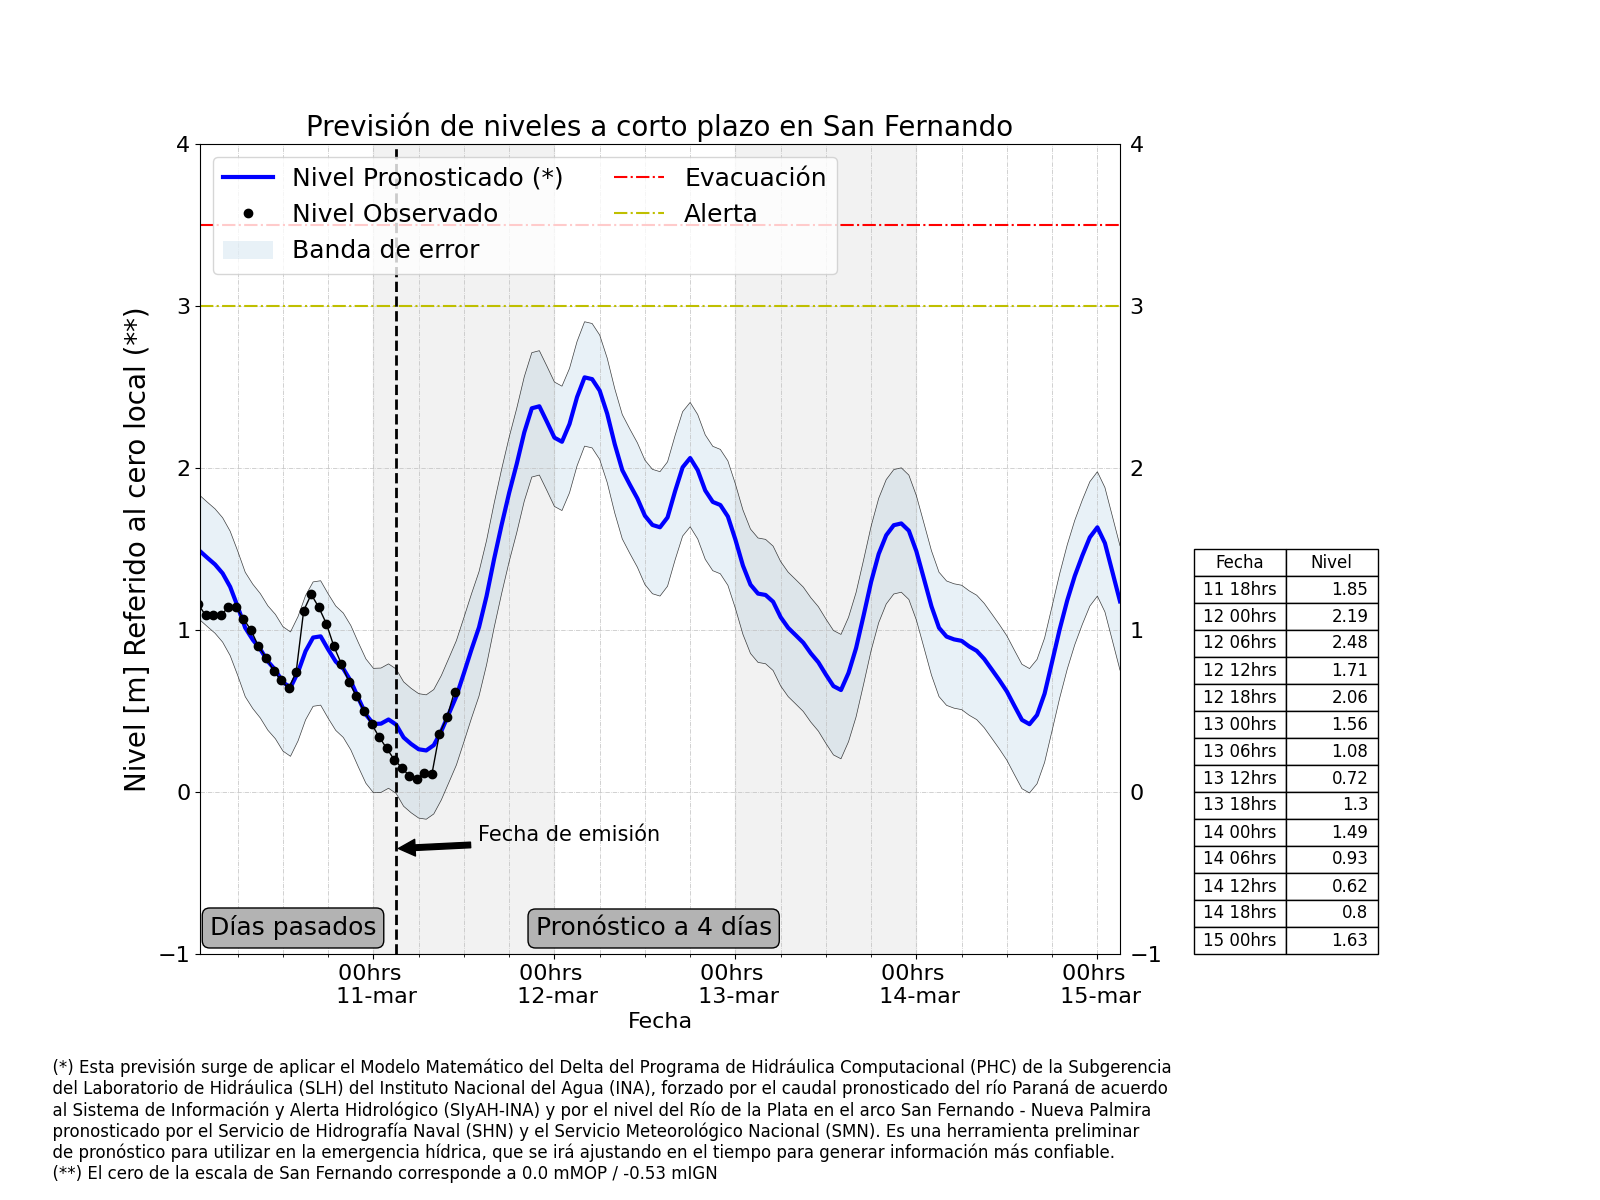 Previsión de niveles a corto plazo en San Fernando
4
3
2
1
0
−1
Nivel [m] Referido al cero local (**)
Nivel Pronosticado (*)
Nivel Observado
Banda de error
Evacuación
Alerta
4
3
2
1
0
−1
Fecha de emisión
Días pasados
Pronóstico a 4 días
00hrs
11-mar
00hrs
12-mar
00hrs
13-mar
00hrs
14-mar
00hrs
15-mar
Fecha
Fecha Nivel
11 18hrs 1.85
12 00hrs 2.19
12 06hrs 2.48
12 12hrs 1.71
12 18hrs 2.06
13 00hrs 1.56
13 06hrs 1.08
13 12hrs 0.72
13 18hrs 1.3
14 00hrs 1.49
14 06hrs 0.93
14 12hrs 0.62
14 18hrs 0.8
15 00hrs 1.63
(*) Esta previsión surge de aplicar el Modelo Matemático del Delta del Programa de Hidráulica Computacional (PHC) de la Subgerencia
del Laboratorio de Hidráulica (SLH) del Instituto Nacional del Agua (INA), forzado por el caudal pronosticado del río Paraná de acuerdo
al Sistema de Información y Alerta Hidrológico (SIyAH-INA) y por el nivel del Río de la Plata en el arco San Fernando - Nueva Palmira
pronosticado por el Servicio de Hidrografía Naval (SHN) y el Servicio Meteorológico Nacional (SMN). Es una herramienta preliminar
de pronóstico para utilizar en la emergencia hídrica, que se irá ajustando en el tiempo para generar información más confiable.
(**) El cero de la escala de San Fernando corresponde a 0.0 mMOP / -0.53 mIGN